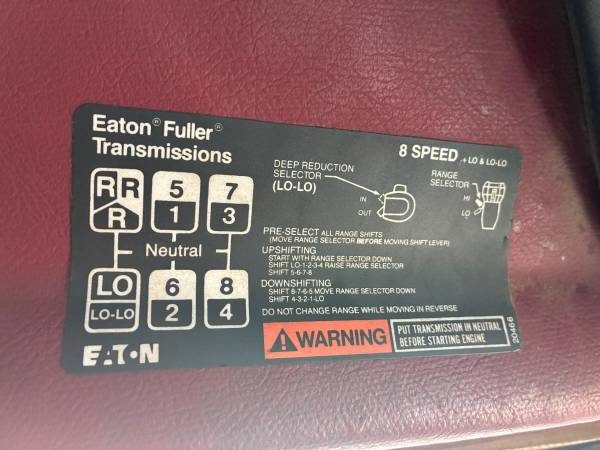 Eaton® Fuller®
Transmissions
8 SPEED + LO & LO-LO
RR
R
5
1
7
3
Neutral
LO
LO-LO
6
2
8
4
DEEP REDUCTION
SELECTOR
(LO-LO)
IN
OUT
RANGE
SELECTOR
HI
LO
PRE-SELECT ALL RANGE SHIFTS
(MOVE RANGE SELECTOR BEFORE MOVING SHIFT LEVER)
UPSHIFTING
START WITH RANGE SELECTOR DOWN
SHIFT LO-1-2-3-4 RAISE RANGE SELECTOR
SHIFT 5-6-7-8
DOWNSHIFTING
SHIFT 8-7-6-5 MOVE RANGE SELECTOR DOWN
SHIFT 4-3-2-1-LO
DO NOT CHANGE RANGE WHILE MOVING IN REVERSE
WARNING
PUT TRANSMISSION IN NEUTRAL
BEFORE STARTING ENGINE
EATON
20466